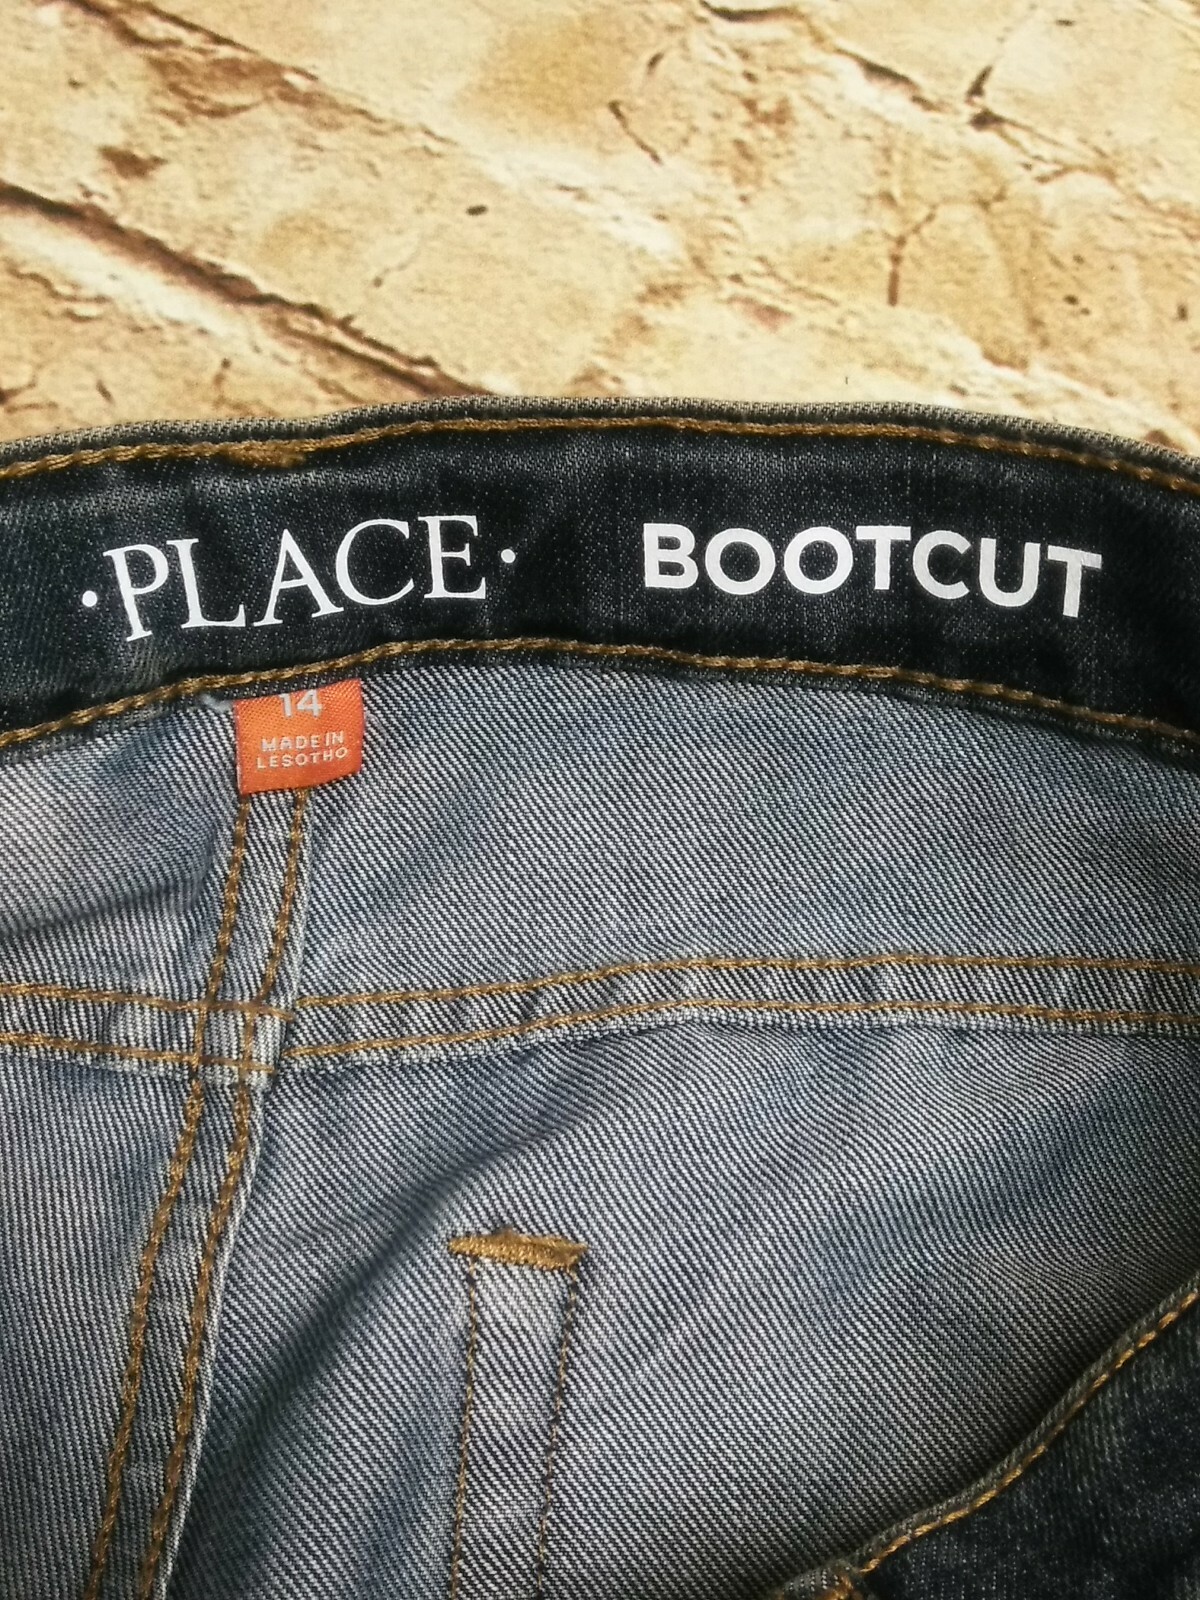 ·PLACE· BOOTCUT
14
MADE IN
LESOTHO